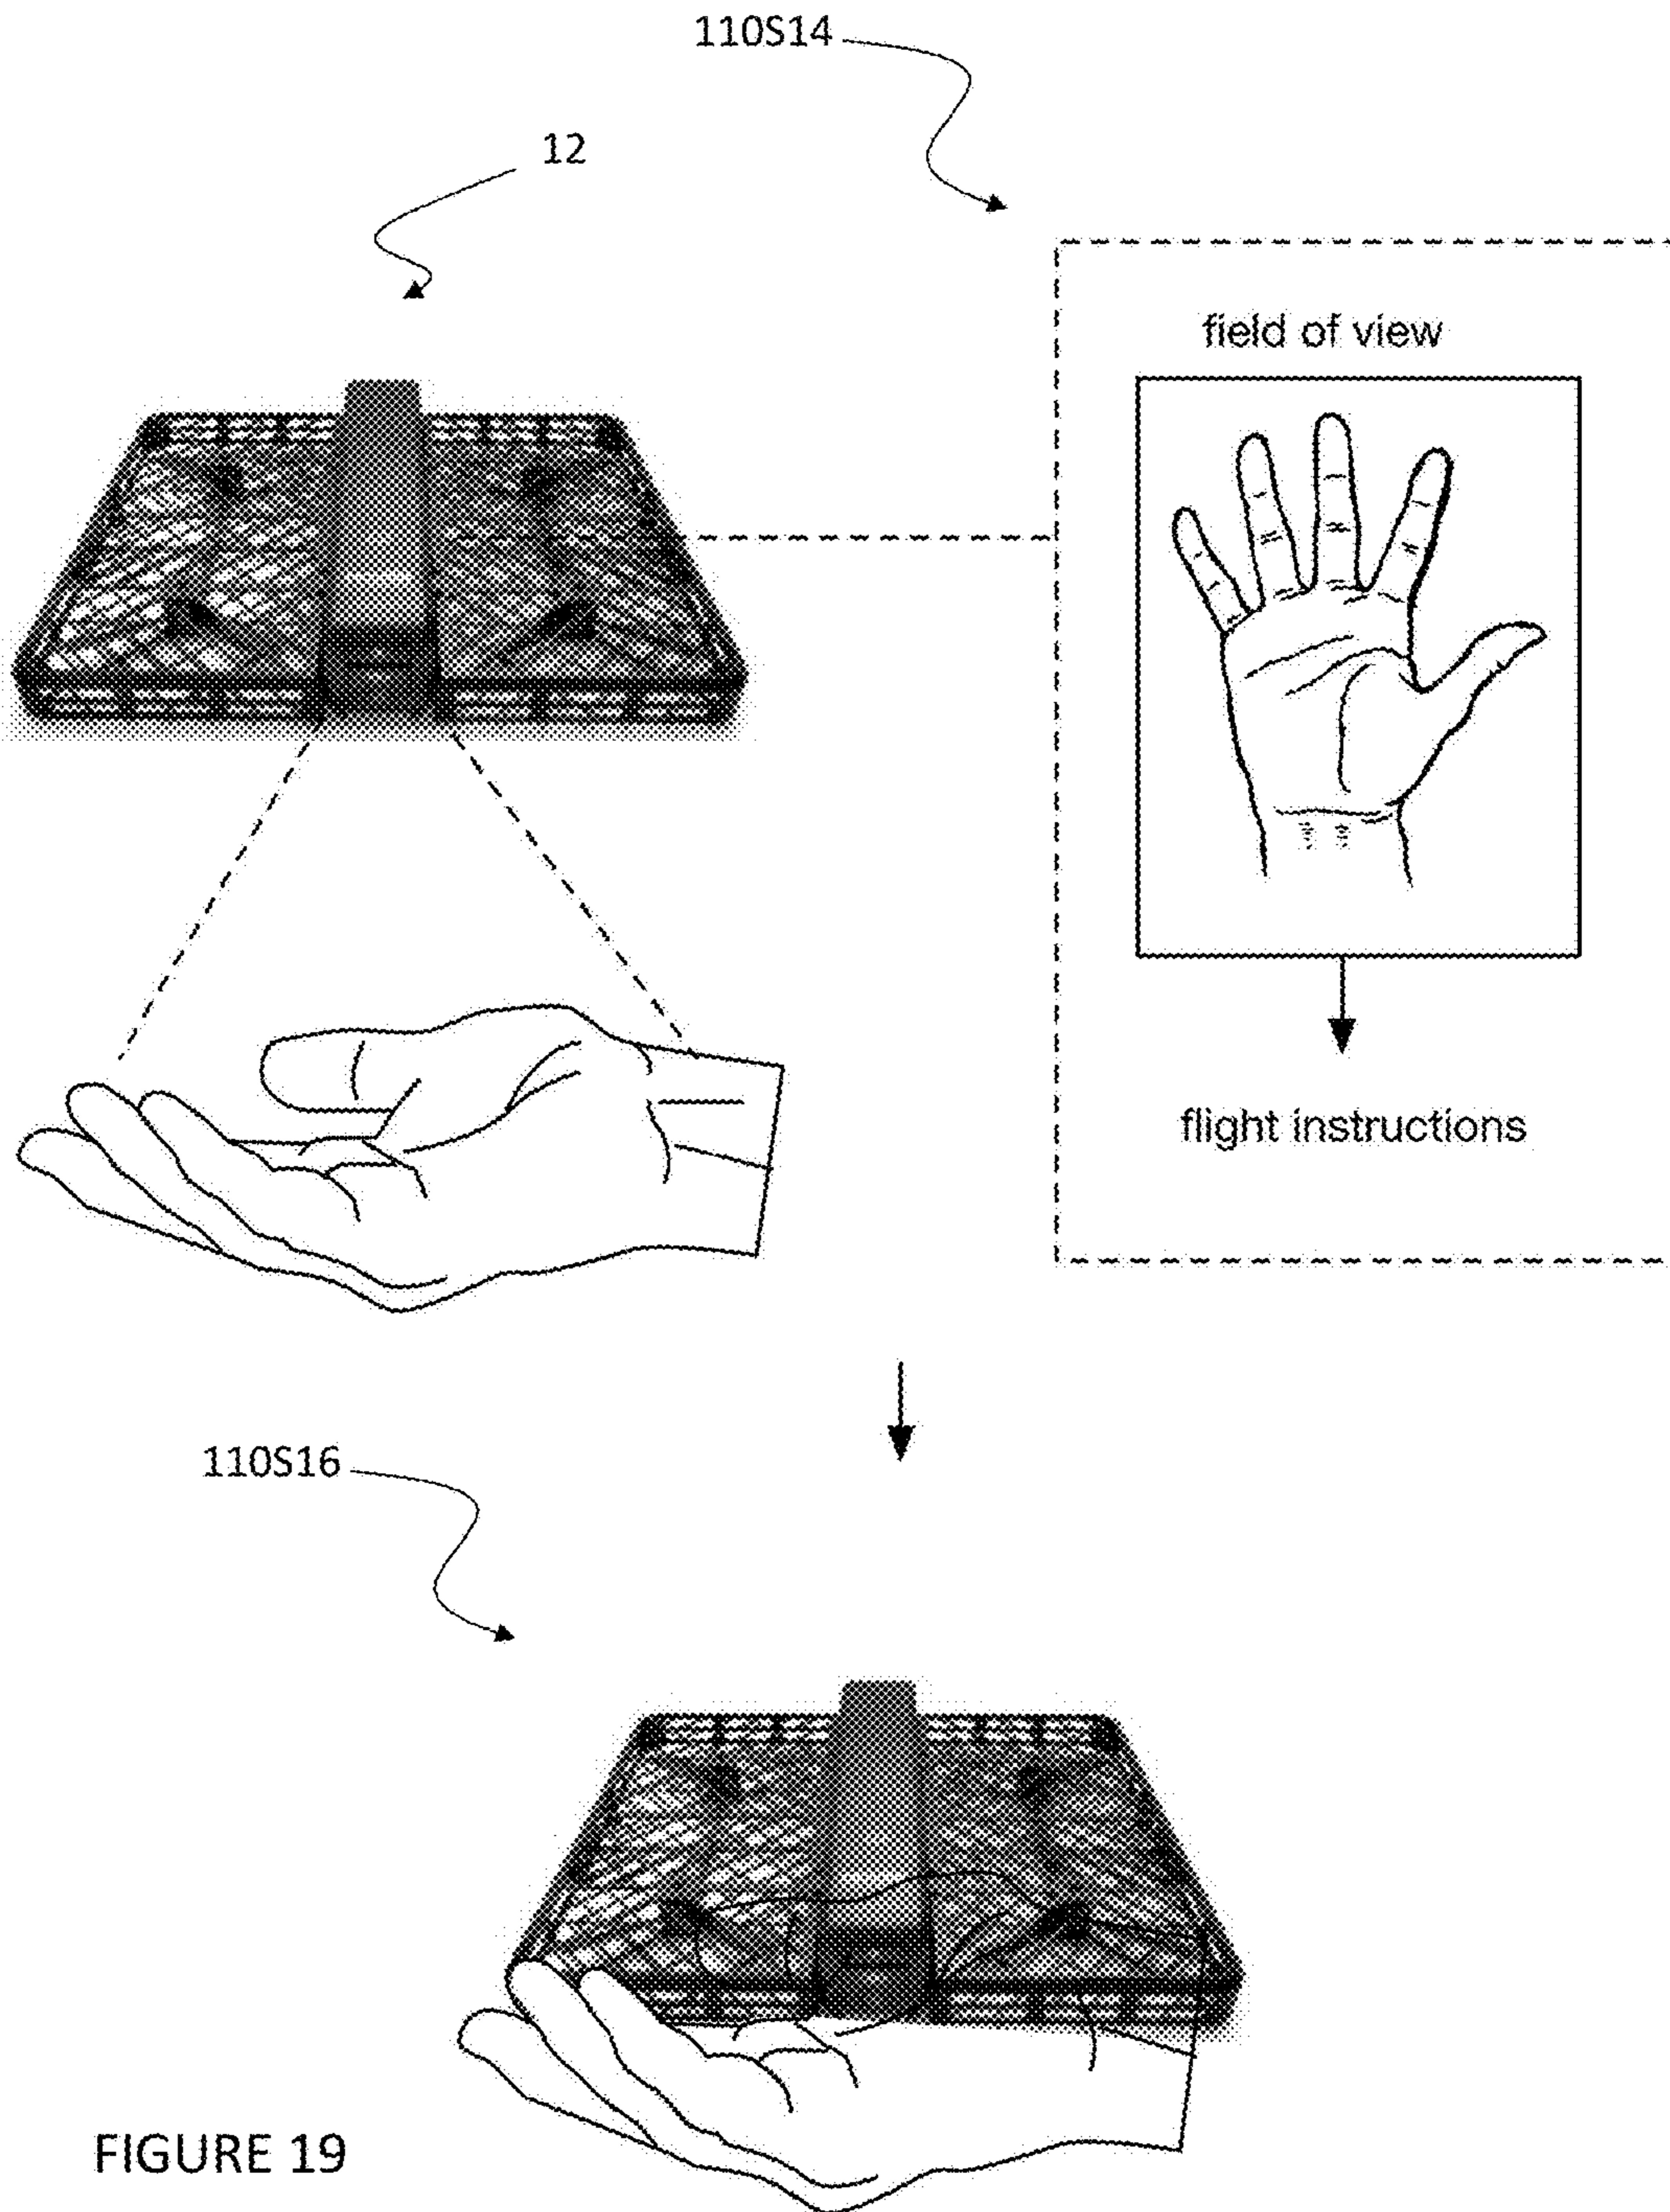 110S14
12
field of view
flight instructions
110S16
FIGURE 19